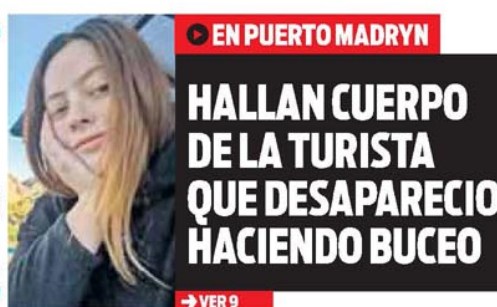 EN PUERTO MADRYN
HALLAN CUERPO
DE LA TURISTA
QUE DESAPARECIO
HACIENDO BUCEO
→ VER 9